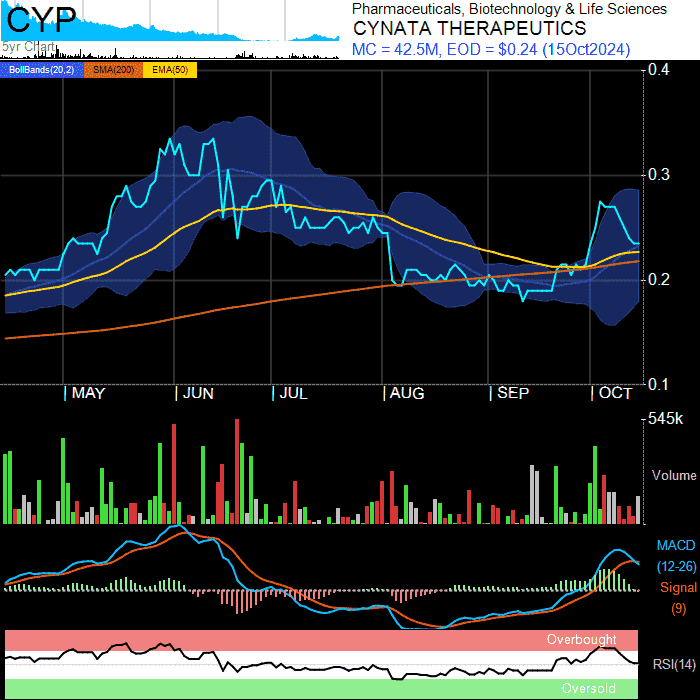 CYP
5yr Chart
Pharmaceuticals, Biotechnology & Life Sciences
CYNATA THERAPEUTICS
MC = 42.5M, EOD = $0.24 (15Oct2024)
BollBands(20,2) SMA(200) EMA(50)
0.4
0.3
0.2
0.1
MAY JUN JUL AUG SEP OCT
545k
Volume
MACD
(12-26)
Signal
(9)
Overbought
RSI(14)
Oversold